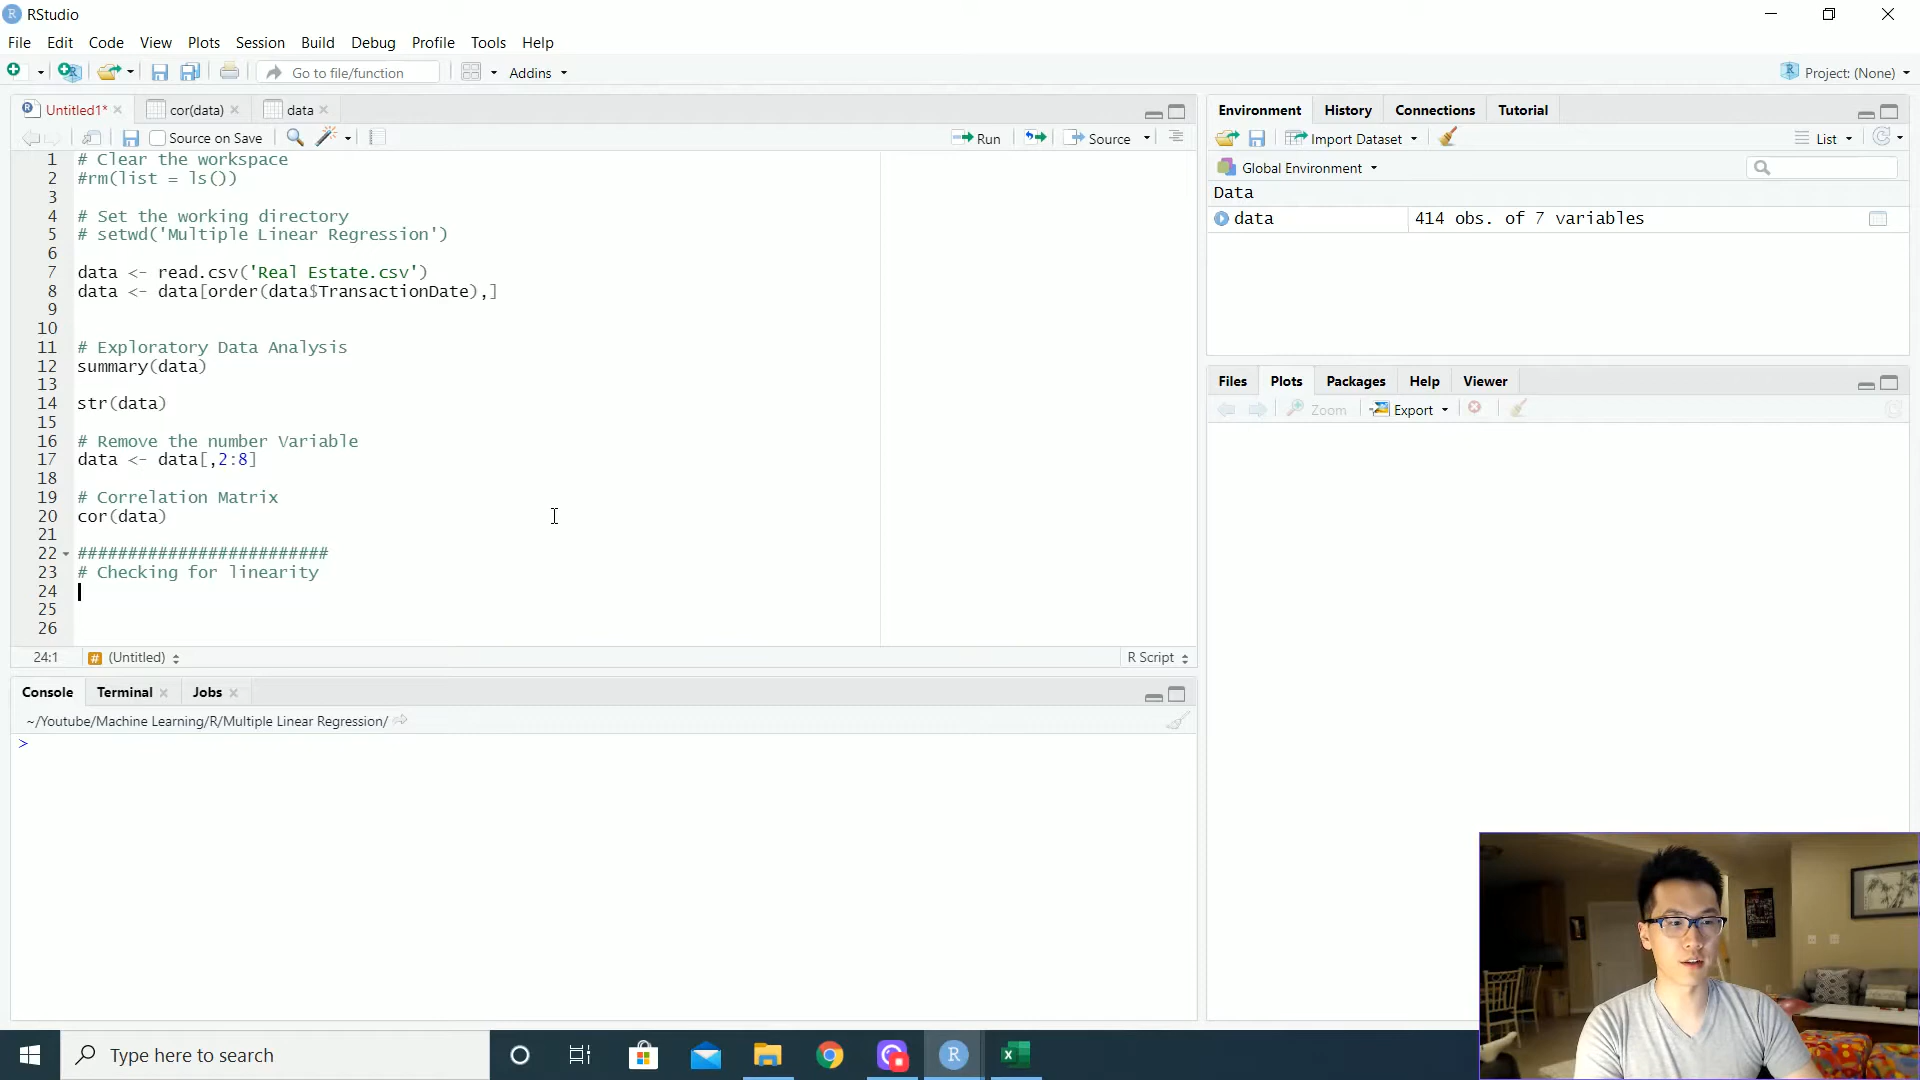 RStudio
File Edit Code View Plots Session Build Debug Profile Tools Help
Go to file/function Addins Project: (None)
Untitled1* cor(data) data
Source on Save Run Source
1 # Clear the workspace
2 #rm(list = ls())
3
4 # Set the working directory
5 # setwd('Multiple Linear Regression')
6
7 data <- read.csv('Real Estate.csv')
8 data <- data[order(data$TransactionDate),]
9
10
11 # Exploratory Data Analysis
12 summary(data)
13
14 str(data)
15
16 # Remove the number Variable
17 data <- data[,2:8]
18
19 # Correlation Matrix
20 cor(data)
21
22 #########################
23 # Checking for linearity
24
25
26
24:1 # (Untitled) R Script
Console Terminal Jobs
~/Youtube/Machine Learning/R/Multiple Linear Regression/
>
Environment History Connections Tutorial
Import Dataset List
Global Environment
Data
data 414 obs. of 7 variables
Files Plots Packages Help Viewer
Zoom Export
Type here to search